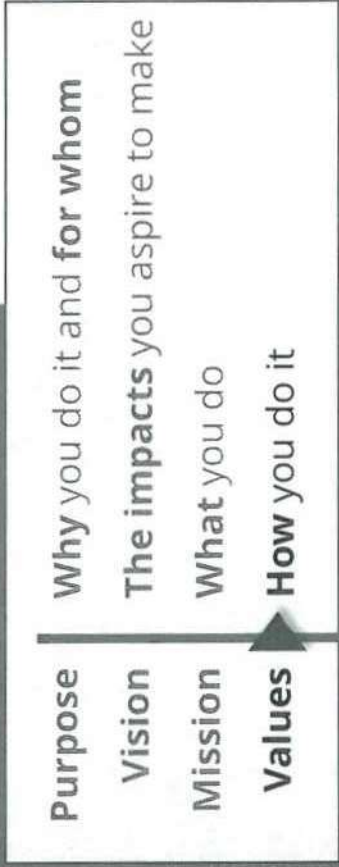 Purpose Why you do it and for whom
Vision The impacts you aspire to make
Mission What you do
Values How you do it